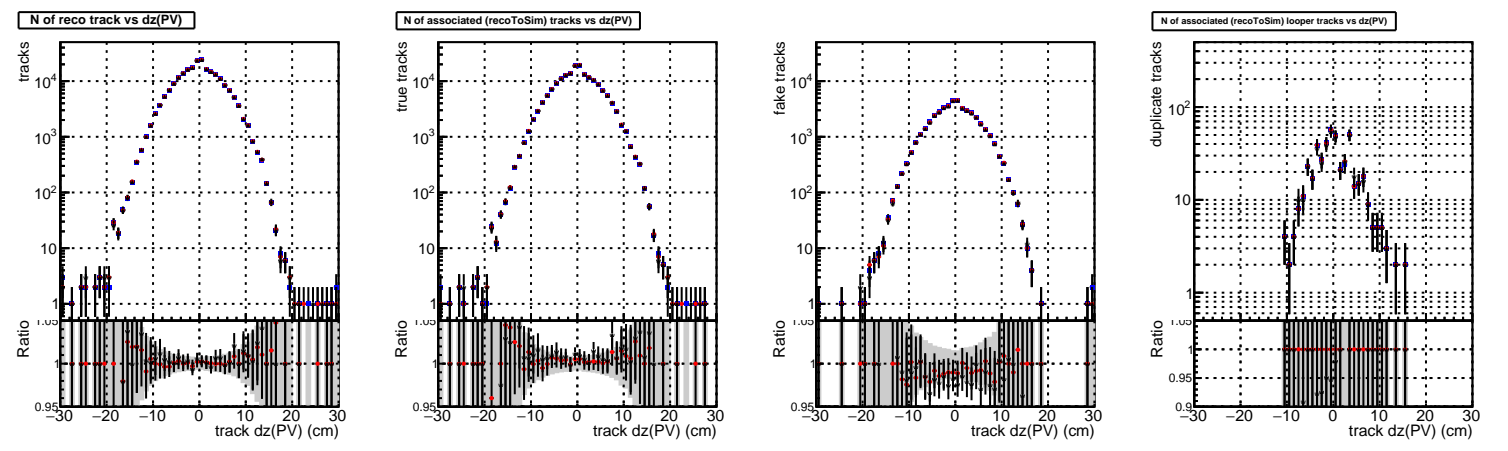 N of reco track vs dz(PV)
tracks
10⁴
10³
10²
10
1
1.05
Ratio
1
0.95
−30 −20 −10 0 10 20 30
track dz(PV) (cm)
N of associated (recoToSim) tracks vs dz(PV)
true tracks
10⁴
10³
10²
10
1
1.05
Ratio
1
0.95
−30 −20 −10 0 10 20 30
track dz(PV) (cm)
fake tracks
10⁴
10³
10²
10
1
1.05
Ratio
1
0.95
−30 −20 −10 0 10 20 30
track dz(PV) (cm)
N of associated (recoToSim) looper tracks vs dz(PV)
duplicate tracks
10²
10
1
1.05
Ratio
1
0.95
0.9
−30 −20 −10 0 10 20 30
track dz(PV) (cm)